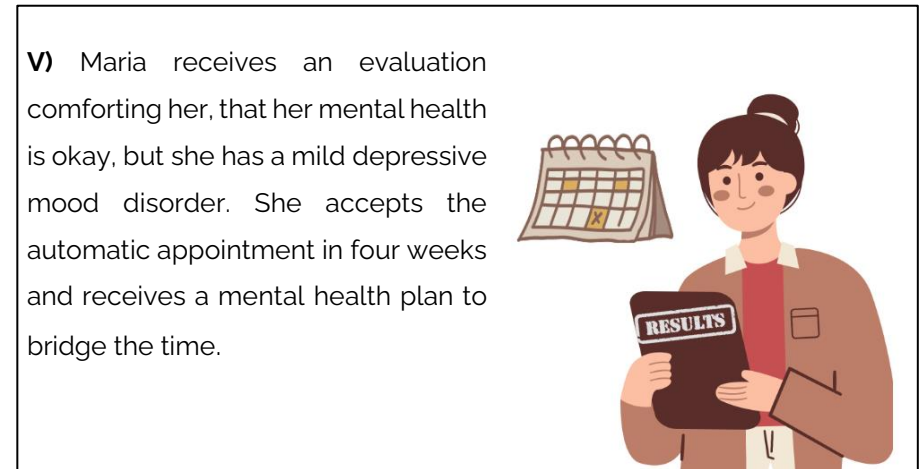 V) Maria receives an evaluation
comforting her, that her mental health
is okay, but she has a mild depressive
mood disorder. She accepts the
automatic appointment in four weeks
and receives a mental health plan to
bridge the time.
X
RESULTS